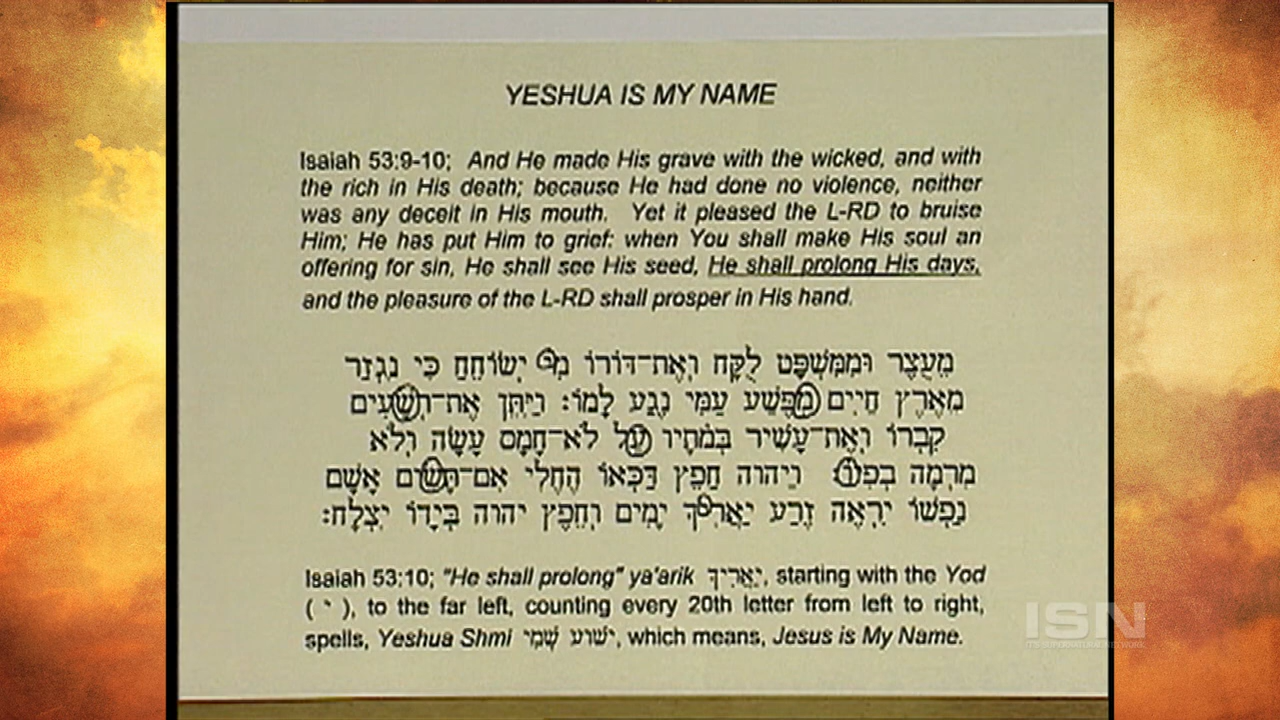 YESHUA IS MY NAME
Isaiah 53:9-10; And He made His grave with the wicked, and with
the rich in His death; because He had done no violence, neither
was any deceit in His mouth. Yet it pleased the L-RD to bruise
Him; He has put Him to grief: when You shall make His soul an
offering for sin, He shall see His seed, He shall prolong His days,
and the pleasure of the L-RD shall prosper in His hand.
מֵעֹצֶר וּמִמִּשְׁפָּט לֻקָּח וְאֶת־דּוֹרוֹ מִי יְשׂוֹחֵחַ כִּי נִגְזַר
מֵאֶרֶץ חַיִּים מִפֶּשַׁע עַמִּי נֶגַע לָמוֹ: וַיִּתֵּן אֶת־רְשָׁעִים
קִבְרוֹ וְאֶת־עָשִׁיר בְּמֹתָיו עַל לֹא־חָמָס עָשָׂה וְלֹא
מִרְמָה בְּפִיו וַיהוה חָפֵץ דַּכְּאוֹ הֶחֱלִי אִם־תָּשִׂים אָשָׁם
נַפְשׁוֹ יִרְאֶה זֶרַע יַאֲרִיךְ יָמִים וְחֵפֶץ יהוה בְּיָדוֹ יִצְלָח:
Isaiah 53:10; "He shall prolong" ya'arik יַאֲרִיךְ, starting with the Yod
( י ), to the far left, counting every 20th letter from left to right,
spells, Yeshua Shmi יֵשׁוּעַ שְׁמִי, which means, Jesus is My Name.
ISN
IT'S SUPERNATURAL NETWORK